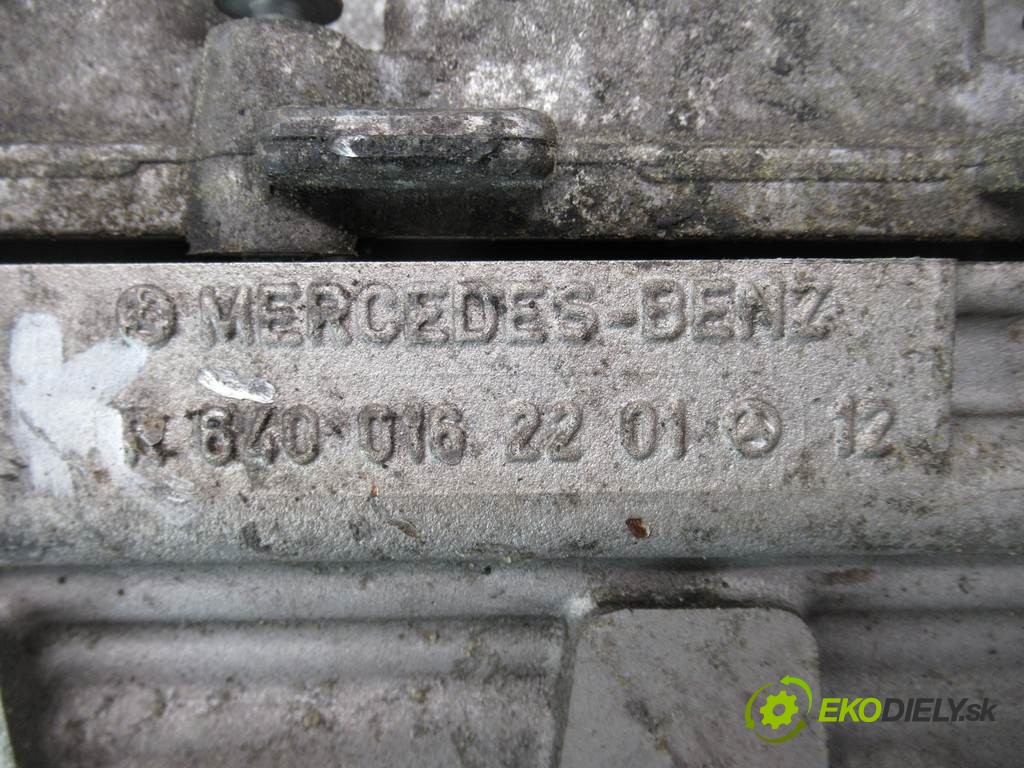 MERCEDES-BENZ
K
R 640 016 22 01 12
EKODIELY.sk